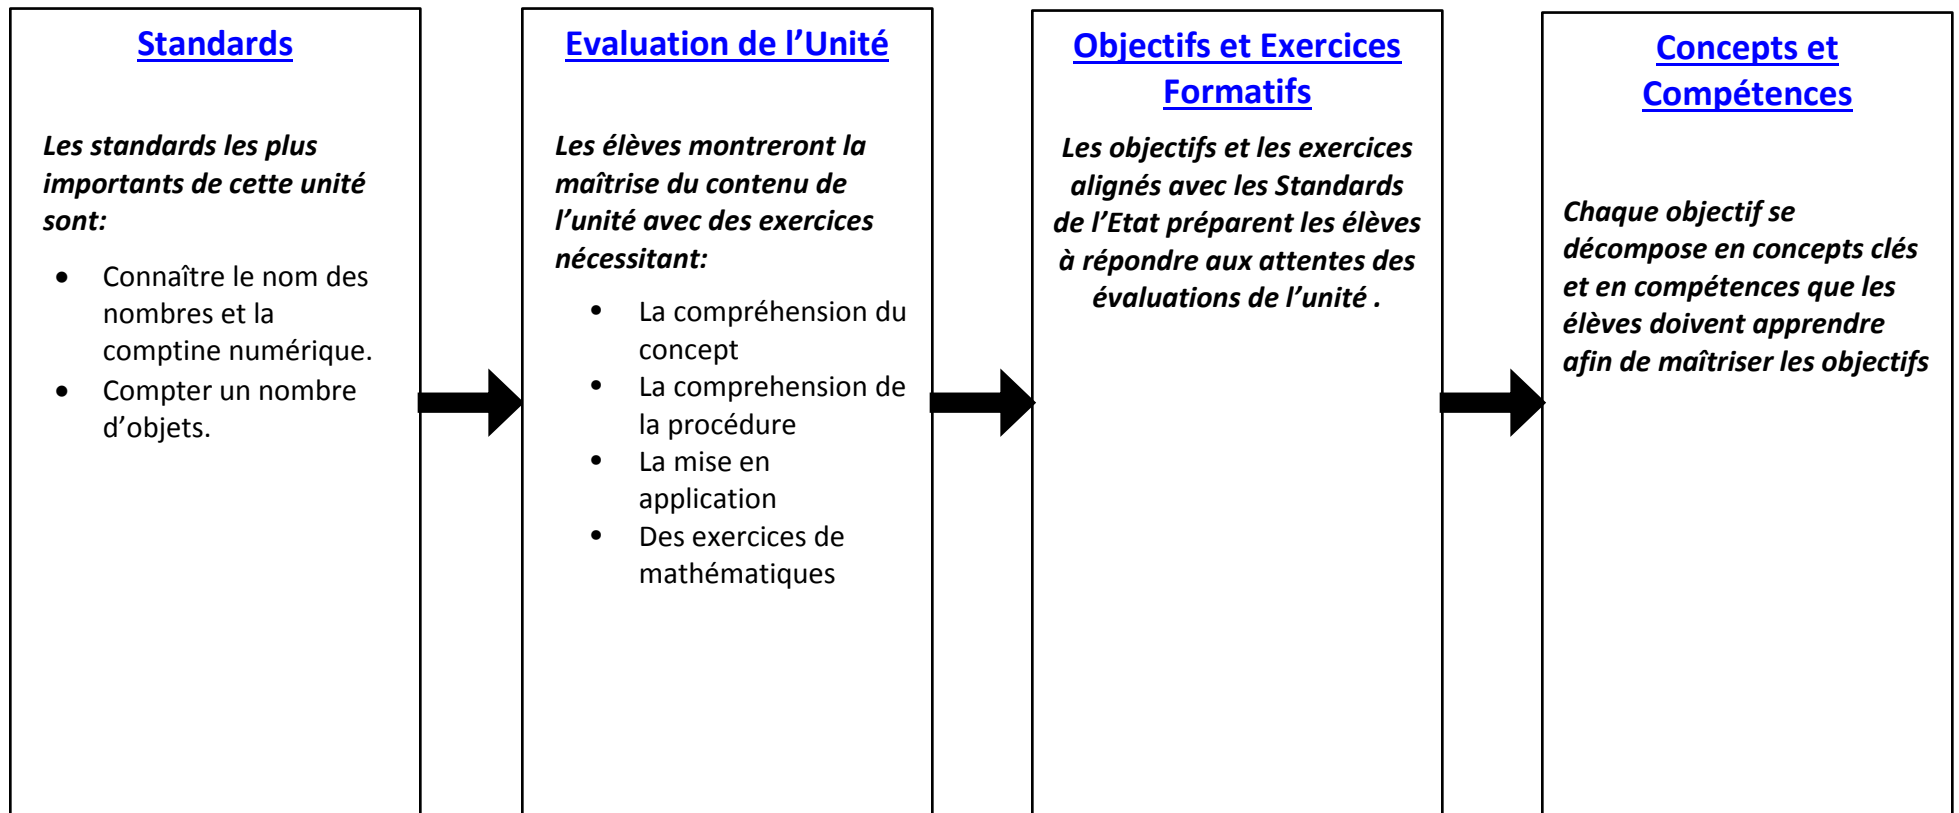 Standards
Les standards les plus
importants de cette unité
sont:
• Connaître le nom des
nombres et la
comptine numérique.
• Compter un nombre
d’objets.
Evaluation de l’Unité
Les élèves montreront la
maîtrise du contenu de
l’unité avec des exercices
nécessitant:
• La compréhension du
concept
• La comprehension de
la procédure
• La mise en
application
• Des exercices de
mathématiques
Objectifs et Exercices
Formatifs
Les objectifs et les exercices
alignés avec les Standards
de l’Etat préparent les élèves
à répondre aux attentes des
évaluations de l’unité .
Concepts et
Compétences
Chaque objectif se
décompose en concepts clés
et en compétences que les
élèves doivent apprendre
afin de maîtriser les objectifs